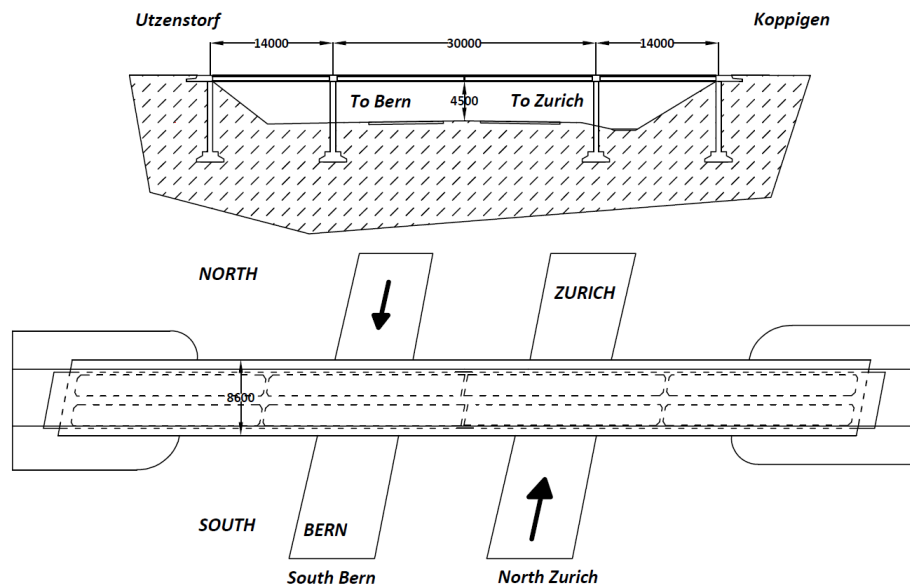 Utzenstorf
Koppigen
14000
30000
14000
To Bern
4500
To Zurich
NORTH
ZURICH
8600
SOUTH
BERN
South Bern
North Zurich